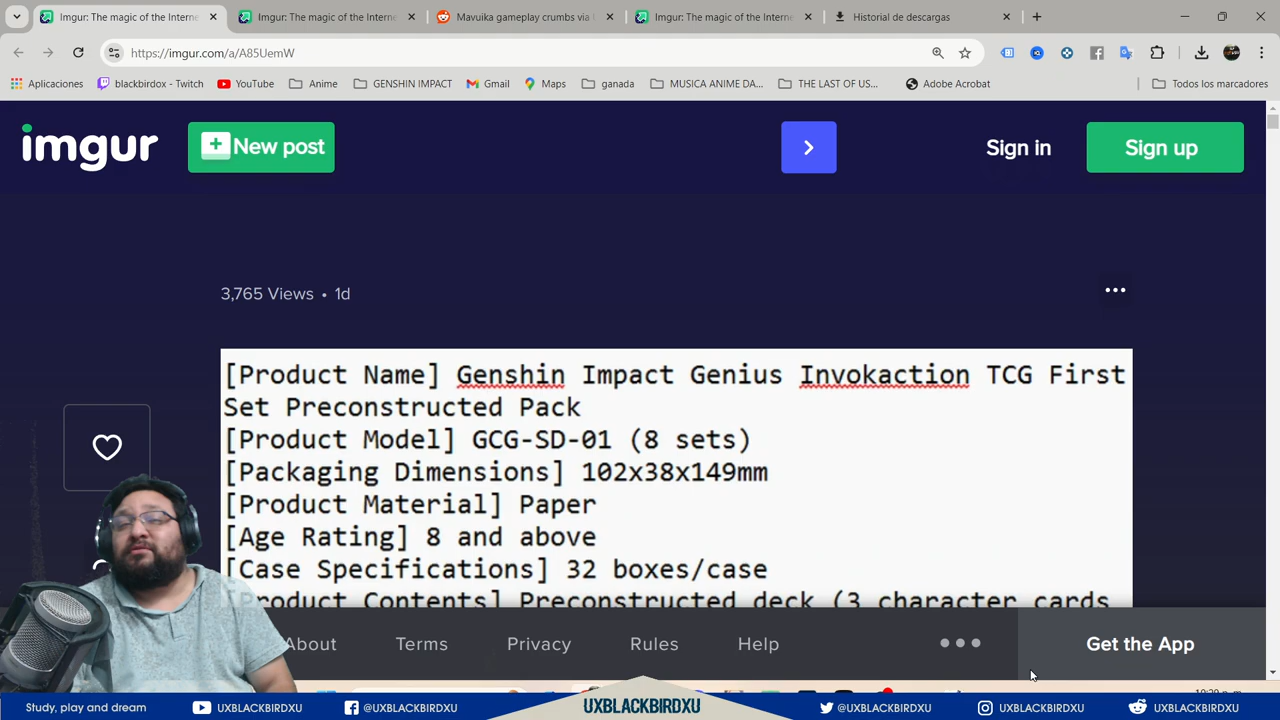 Imgur: The magic of the Interne
Imgur: The magic of the Interne
Mavuika gameplay crumbs via
Imgur: The magic of the Interne
Historial de descargas
https://imgur.com/a/A85UemW
Aplicaciones
blackbirdox - Twitch
YouTube
Anime
GENSHIN IMPACT
Gmail
Maps
ganada
MUSICA ANIME DA...
THE LAST OF US...
Adobe Acrobat
Todos los marcadores
imgur
New post
Sign in
Sign up
3,765 Views • 1d
[Product Name] Genshin Impact Genius Invokaction TCG First
Set Preconstructed Pack
[Product Model] GCG-SD-01 (8 sets)
[Packaging Dimensions] 102x38x149mm
[Product Material] Paper
[Age Rating] 8 and above
[Case Specifications] 32 boxes/case
[Product Contents] Preconstructed deck (3 character cards
About
Terms
Privacy
Rules
Help
Get the App
Study, play and dream
UXBLACKBIRDXU
@UXBLACKBIRDXU
UXBLACKBIRDXU
@UXBLACKBIRDXU
UXBLACKBIRDXU
UXBLACKBIRDXU